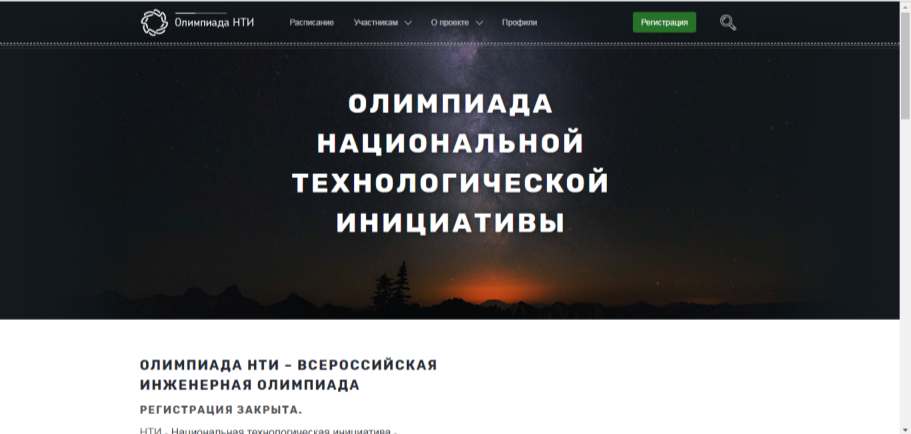 Олимпиада НТИ
Расписание
Участникам
О проекте
Профили
Регистрация
ОЛИМПИАДА
НАЦИОНАЛЬНОЙ
ТЕХНОЛОГИЧЕСКОЙ
ИНИЦИАТИВЫ
ОЛИМПИАДА НТИ – ВСЕРОССИЙСКАЯ
ИНЖЕНЕРНАЯ ОЛИМПИАДА
РЕГИСТРАЦИЯ ЗАКРЫТА.
НТИ - Национальная технологическая инициатива -